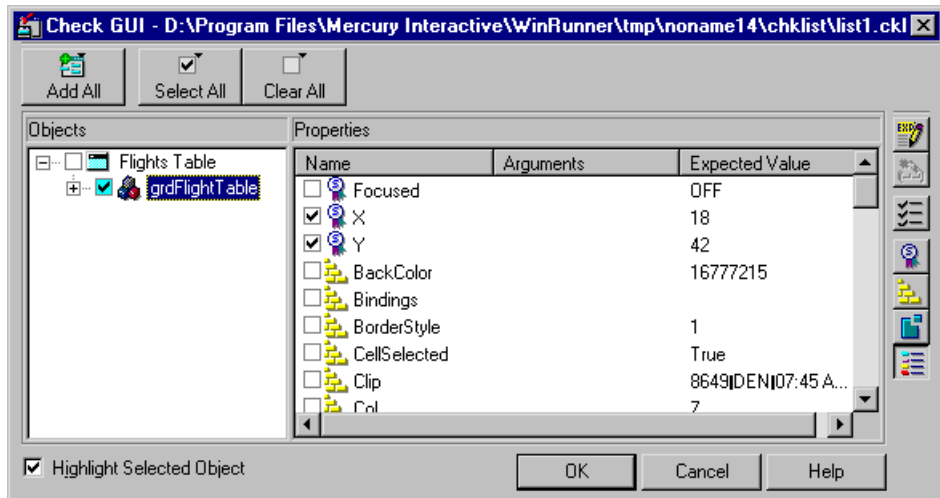 Check GUI - D:\Program Files\Mercury Interactive\WinRunner\tmp\noname14\chklist\list1.ckl
Add All Select All Clear All
Objects Properties
Flights Table
grdFlightTable
Name Arguments Expected Value
Focused OFF
X 18
Y 42
BackColor 16777215
Bindings
BorderStyle 1
CellSelected True
Clip 8649|DEN|07:45 A...
Col 7
EXP
Highlight Selected Object OK Cancel Help